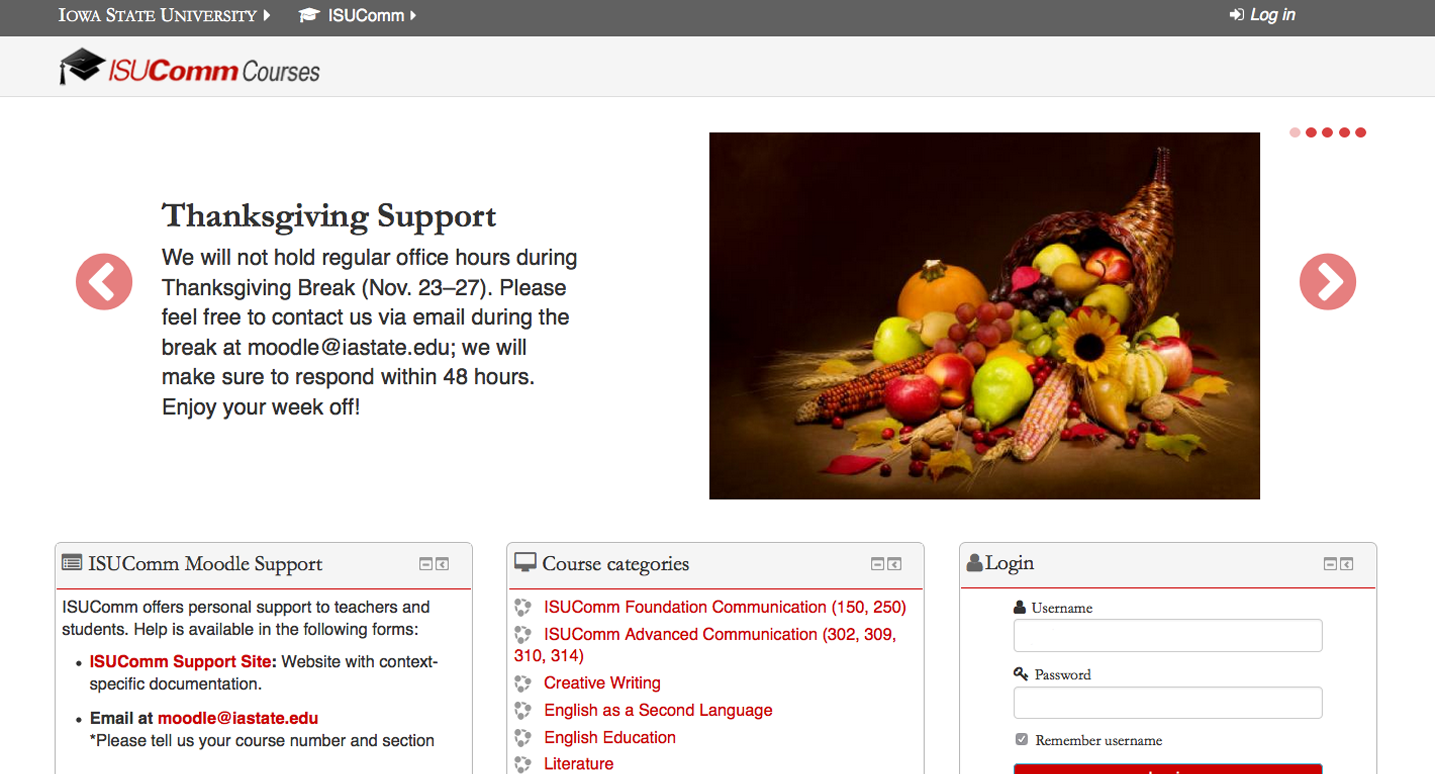 IOWA STATE UNIVERSITY
ISUComm
Log in
ISUComm Courses
Thanksgiving Support
We will not hold regular office hours during
Thanksgiving Break (Nov. 23–27). Please
feel free to contact us via email during the
break at moodle@iastate.edu; we will
make sure to respond within 48 hours.
Enjoy your week off!
ISUComm Moodle Support
ISUComm offers personal support to teachers and
students. Help is available in the following forms:
• ISUComm Support Site: Website with context-
specific documentation.
• Email at moodle@iastate.edu
*Please tell us your course number and section
Course categories
ISUComm Foundation Communication (150, 250)
ISUComm Advanced Communication (302, 309,
310, 314)
Creative Writing
English as a Second Language
English Education
Literature
Login
Username
Password
Remember username